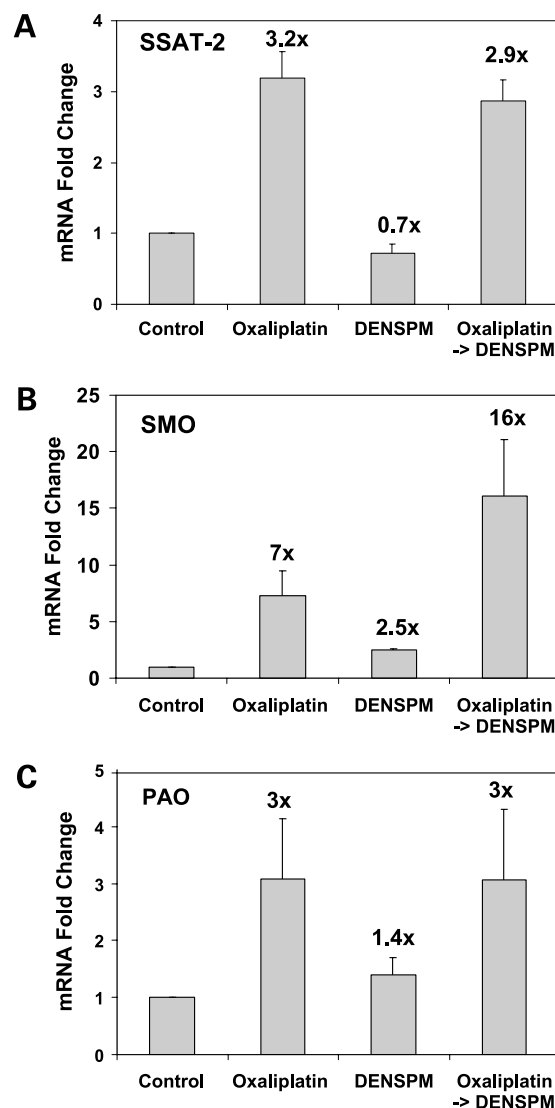 A
SSAT-2
3.2x
2.9x
0.7x
mRNA Fold Change
4
3
2
1
0
Control Oxaliplatin DENSPM Oxaliplatin
-> DENSPM
B
SMO
16x
7x
2.5x
mRNA Fold Change
25
20
15
10
5
0
Control Oxaliplatin DENSPM Oxaliplatin
-> DENSPM
C
PAO
3x
3x
1.4x
mRNA Fold Change
5
4
3
2
1
0
Control Oxaliplatin DENSPM Oxaliplatin
-> DENSPM